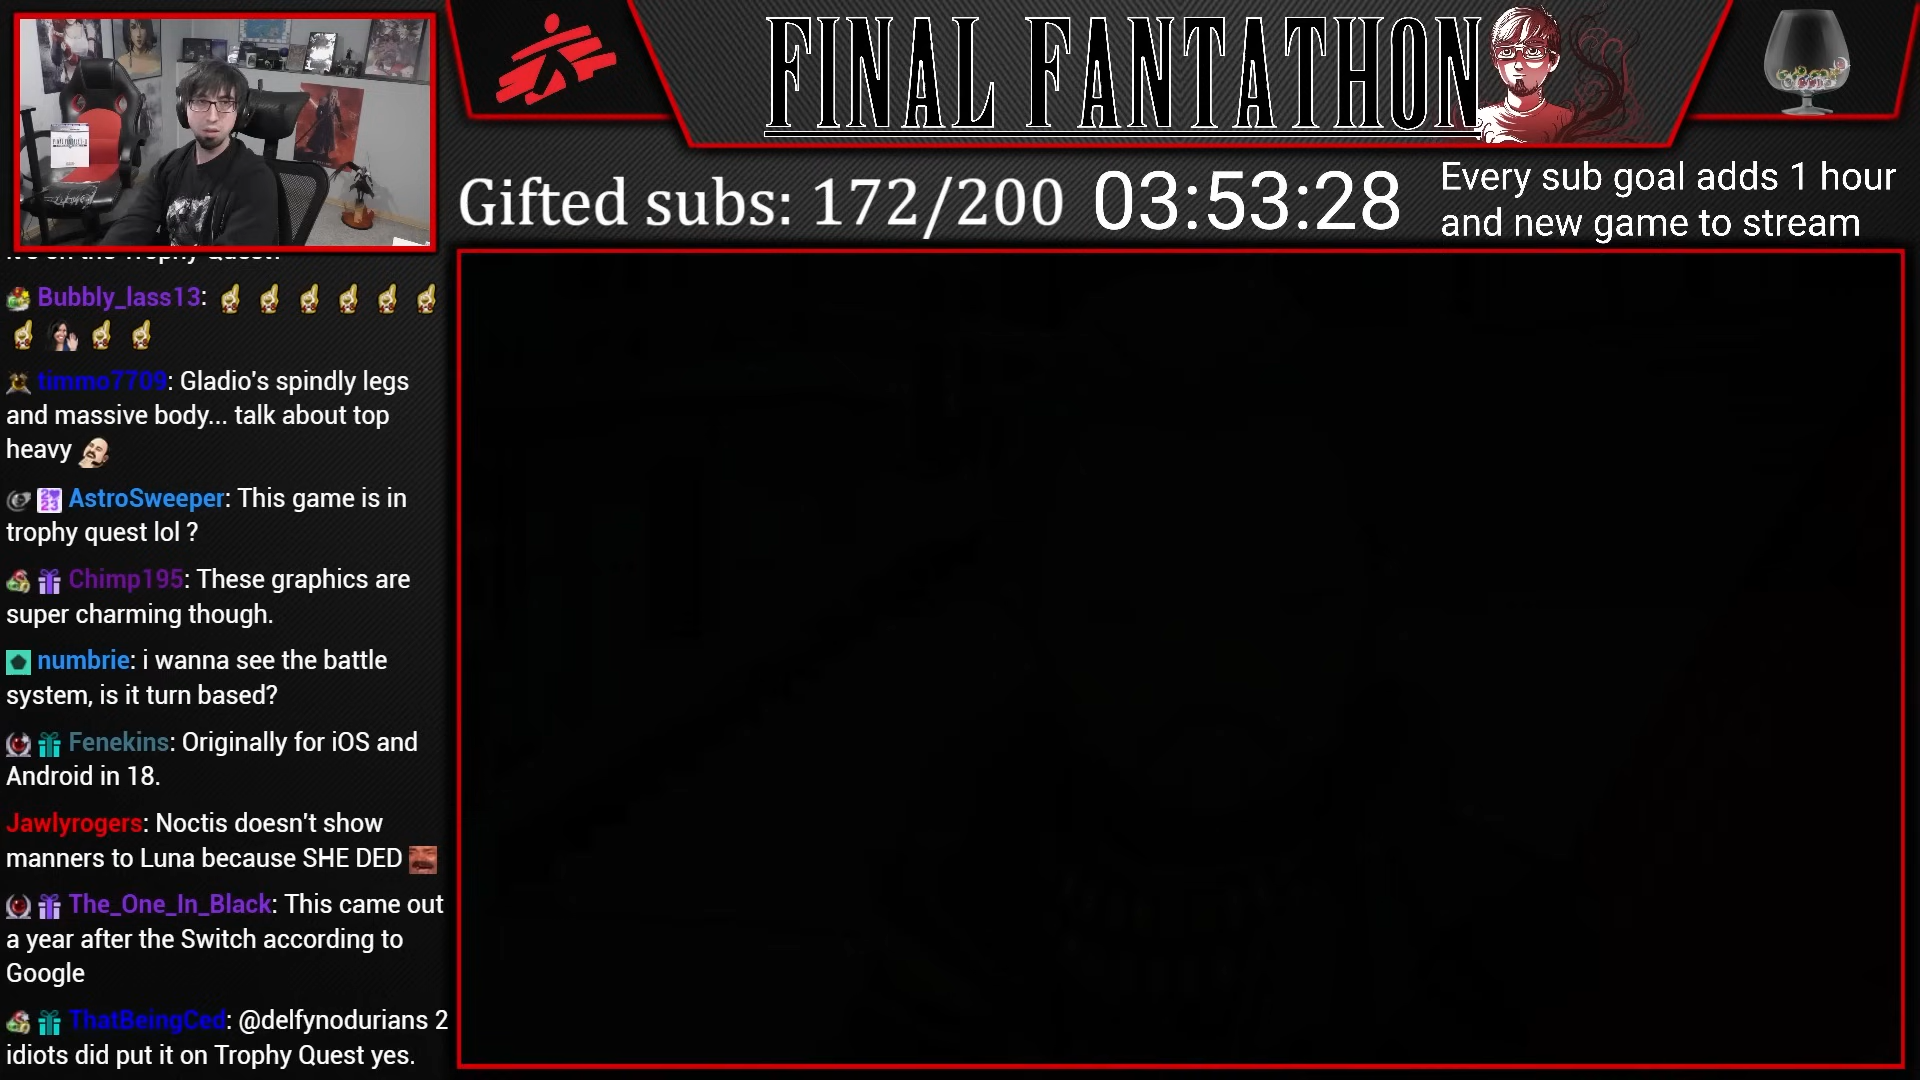 FINAL FANTATHON
Gifted subs: 172/200
03:53:28
Every sub goal adds 1 hour
and new game to stream
it's on the Trophy Quest.
Bubbly_lass13:
timmo7709: Gladio's spindly legs
and massive body... talk about top
heavy
AstroSweeper: This game is in
trophy quest lol ?
Chimp195: These graphics are
super charming though.
numbrie: i wanna see the battle
system, is it turn based?
Fenekins: Originally for iOS and
Android in 18.
Jawlyrogers: Noctis doesn't show
manners to Luna because SHE DED
The_One_In_Black: This came out
a year after the Switch according to
Google
ThatBeingCed: @delfynodurians 2
idiots did put it on Trophy Quest yes.